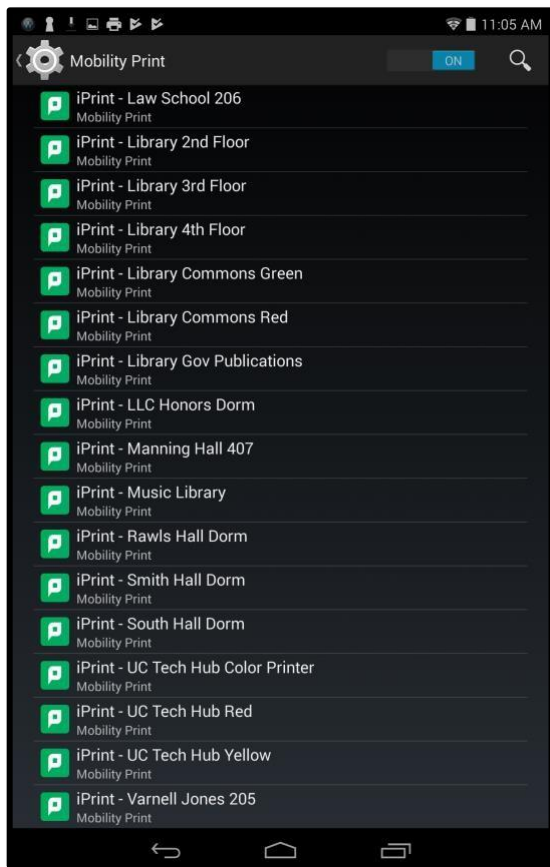 11:05 AM
Mobility Print
ON
iPrint - Law School 206
Mobility Print
iPrint - Library 2nd Floor
Mobility Print
iPrint - Library 3rd Floor
Mobility Print
iPrint - Library 4th Floor
Mobility Print
iPrint - Library Commons Green
Mobility Print
iPrint - Library Commons Red
Mobility Print
iPrint - Library Gov Publications
Mobility Print
iPrint - LLC Honors Dorm
Mobility Print
iPrint - Manning Hall 407
Mobility Print
iPrint - Music Library
Mobility Print
iPrint - Rawls Hall Dorm
Mobility Print
iPrint - Smith Hall Dorm
Mobility Print
iPrint - South Hall Dorm
Mobility Print
iPrint - UC Tech Hub Color Printer
Mobility Print
iPrint - UC Tech Hub Red
Mobility Print
iPrint - UC Tech Hub Yellow
Mobility Print
iPrint - Varnell Jones 205
Mobility Print